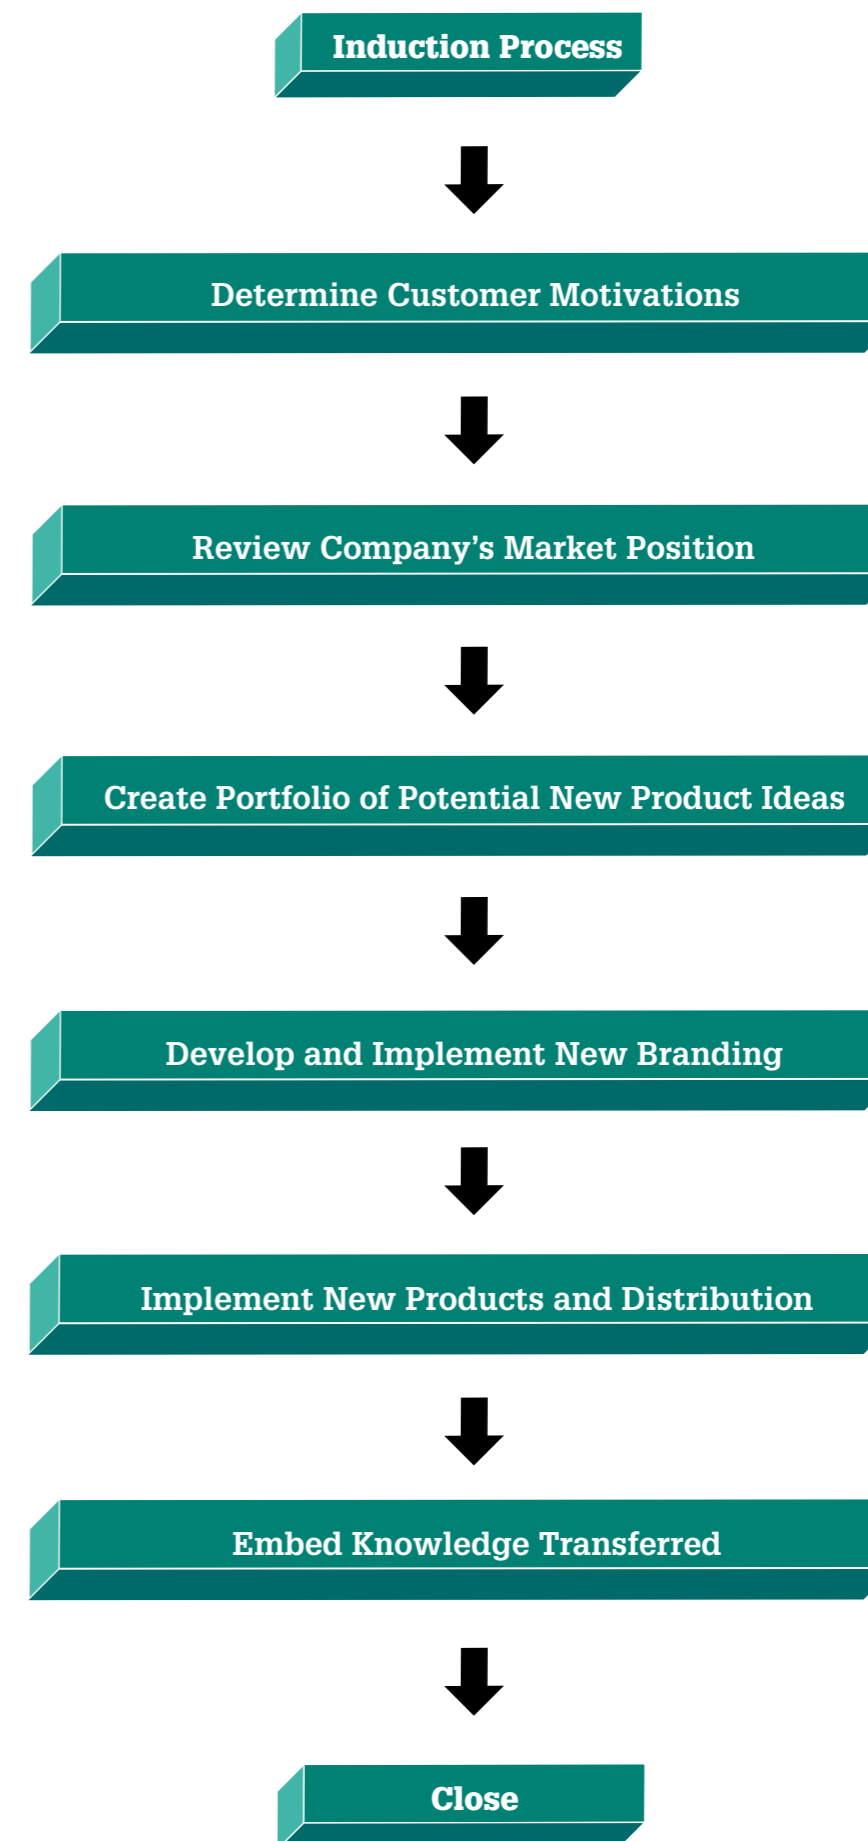 Induction Process
Determine Customer Motivations
Review Company’s Market Position
Create Portfolio of Potential New Product Ideas
Develop and Implement New Branding
Implement New Products and Distribution
Embed Knowledge Transferred
Close